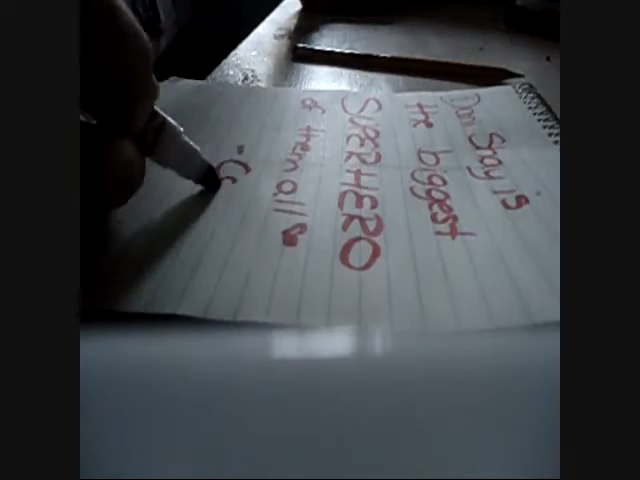 Dan Shay is
the biggest
SUPERHERO
of them all